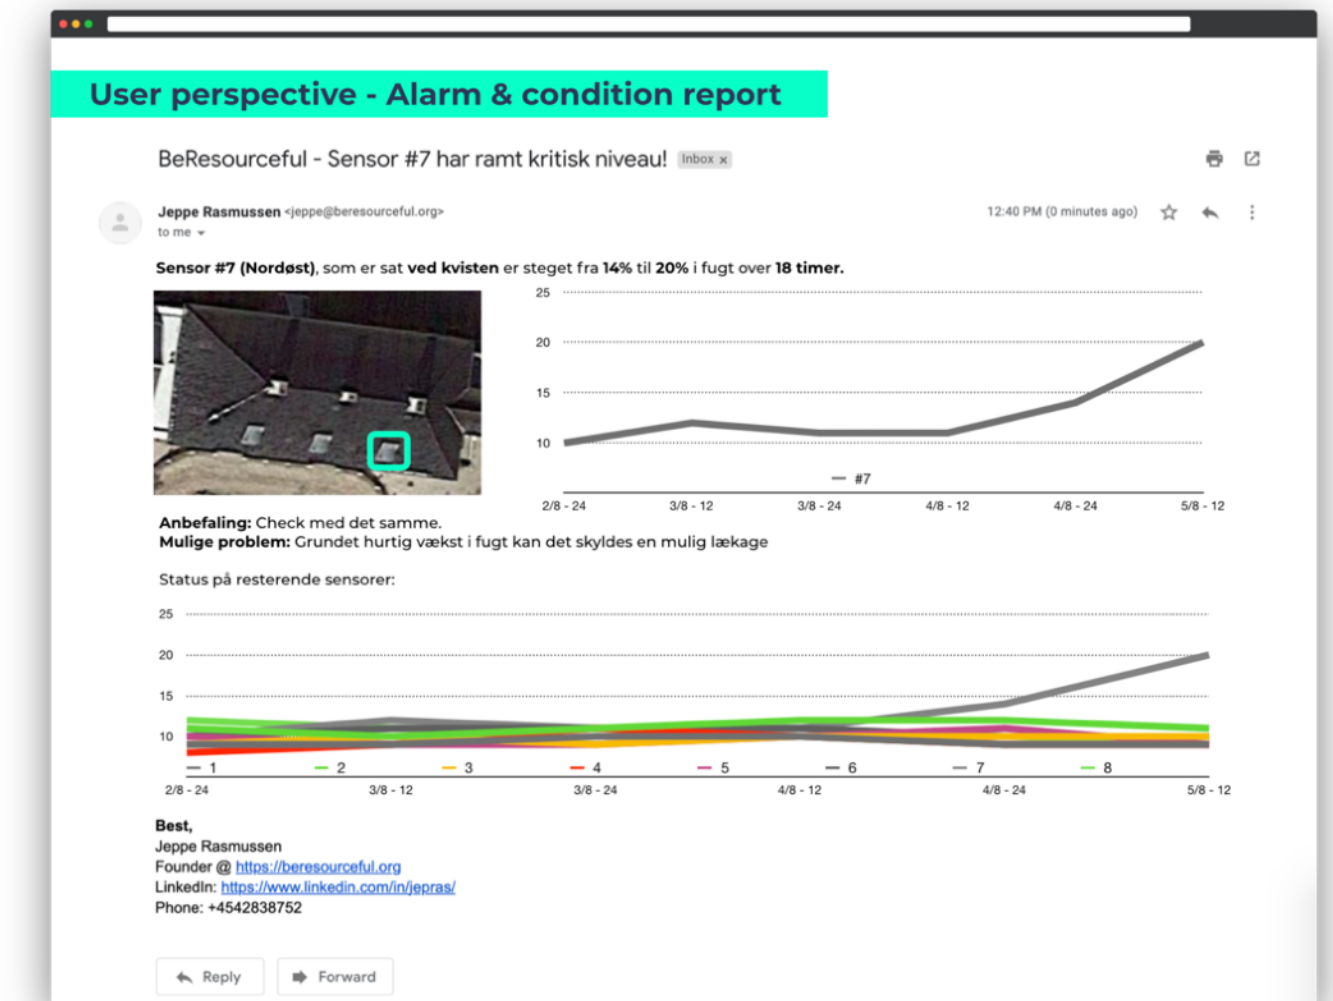 User perspective - Alarm & condition report
BeResourceful - Sensor #7 har ramt kritisk niveau! Inbox x
Jeppe Rasmussen <jeppe@beresourceful.org>
12:40 PM (0 minutes ago)
to me
Sensor #7 (Nordøst), som er sat ved kvisten er steget fra 14% til 20% i fugt over 18 timer.
25
20
15
10
#7
2/8 - 24 3/8 - 12 3/8 - 24 4/8 - 12 4/8 - 24 5/8 - 12
Anbefaling: Check med det samme.
Mulige problem: Grundet hurtig vækst i fugt kan det skyldes en mulig lækage
Status på resterende sensorer:
25
20
15
10
1 2 3 4 5 6 7 8
2/8 - 24 3/8 - 12 3/8 - 24 4/8 - 12 4/8 - 24 5/8 - 12
Best,
Jeppe Rasmussen
Founder @ https://beresourceful.org
LinkedIn: https://www.linkedin.com/in/jepras/
Phone: +4542838752
Reply Forward